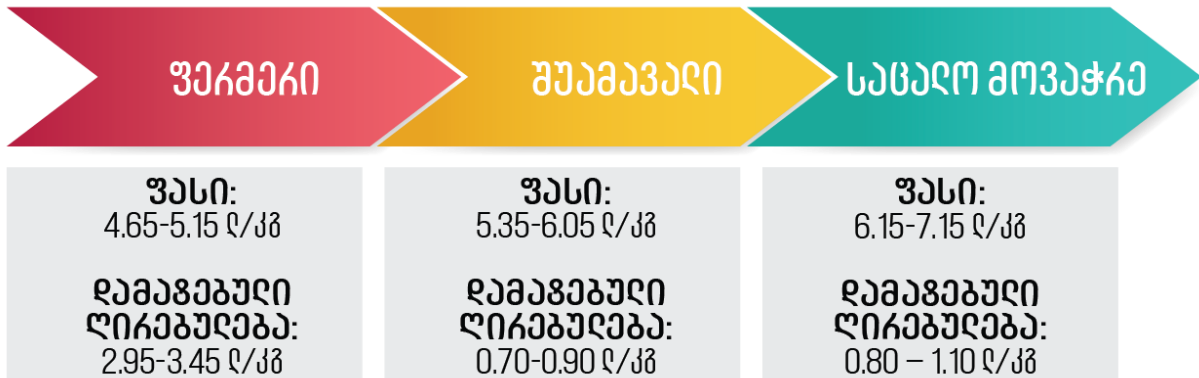 ფერმერი
შუამავალი
საცალო მოვაჭრე
ფასი:
4.65-5.15 ლ/კგ
დამატებული
ღირებულება:
2.95-3.45 ლ/კგ
ფასი:
5.35-6.05 ლ/კგ
დამატებული
ღირებულება:
0.70-0.90 ლ/კგ
ფასი:
6.15-7.15 ლ/კგ
დამატებული
ღირებულება:
0.80 – 1.10 ლ/კგ